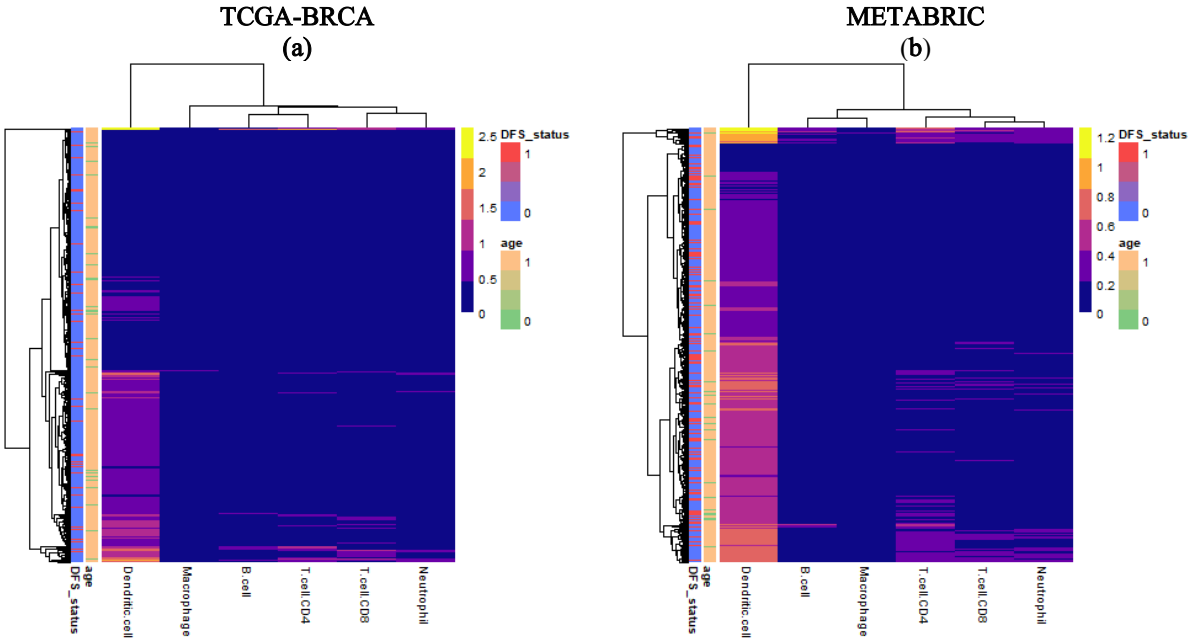 TCGA-BRCA
(a)
METABRIC
(b)
2.5
2
1.5
1
0.5
0
DFS_status
1
0
age
1
0
1.2
1
0.8
0.6
0.4
0.2
0
DFS_status
1
0
age
1
0
DFS_status
age
Dendritic.cell
Macrophage
B.cell
T.cell.CD4
T.cell.CD8
Neutrophil
DFS_status
age
Dendritic.cell
B.cell
Macrophage
T.cell.CD4
T.cell.CD8
Neutrophil